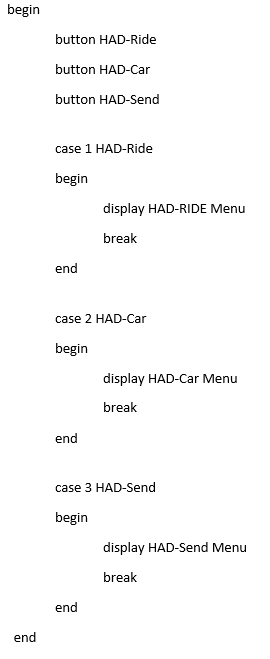 begin
button HAD-Ride
button HAD-Car
button HAD-Send
case 1 HAD-Ride
begin
display HAD-RIDE Menu
break
end
case 2 HAD-Car
begin
display HAD-Car Menu
break
end
case 3 HAD-Send
begin
display HAD-Send Menu
break
end
end